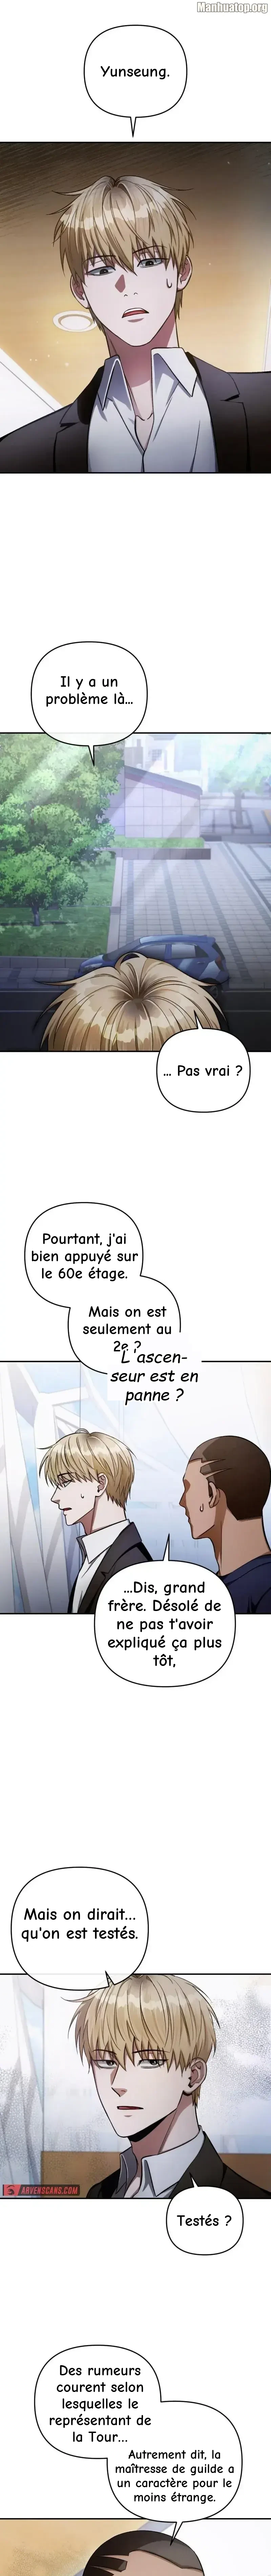 Manhuatop.org
Yunseung.
Il y a un
problème là...
... Pas vrai ?
Pourtant, j'ai
bien appuyé sur
le 60e étage.
Mais on est
seulement au
2e ?
L'ascen-
seur est en
panne ?
...Dis, grand
frère. Désolé de
ne pas t'avoir
expliqué ça plus
tôt,
Mais on dirait...
qu'on est testés.
ARVENSCANS.COM
Testés ?
Des rumeurs
courent selon
lesquelles le
représentant de
la Tour...
Autrement dit, la
maîtresse de guilde a
un caractère pour le
moins étrange.